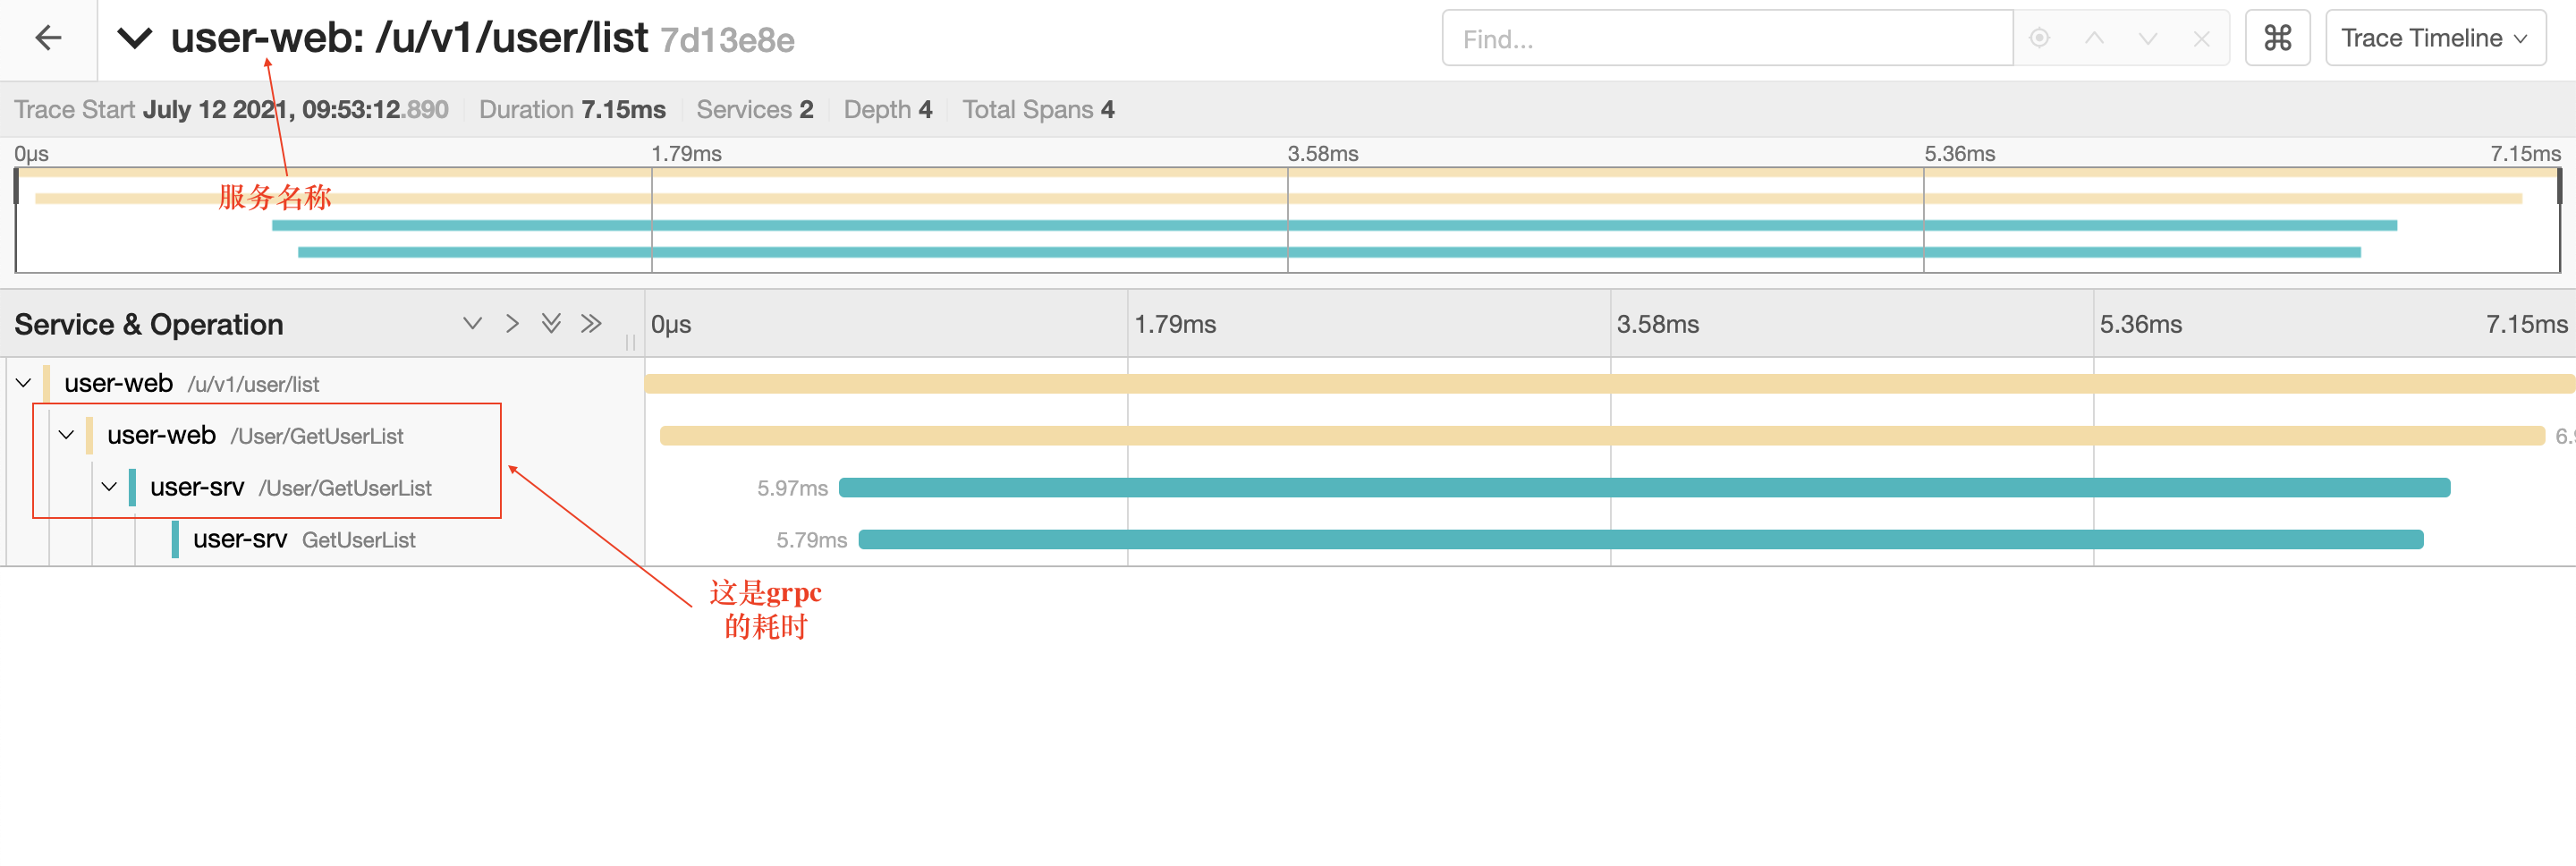 user-web: /u/v1/user/list 7d13e8e
Find...
⌘
Trace Timeline
Trace Start July 12 2021, 09:53:12.890 Duration 7.15ms Services 2 Depth 4 Total Spans 4
0μs 1.79ms 3.58ms 5.36ms 7.15ms
服务名称
Service & Operation 0μs 1.79ms 3.58ms 5.36ms 7.15ms
user-web /u/v1/user/list
user-web /User/GetUserList
user-srv /User/GetUserList 5.97ms
user-srv GetUserList 5.79ms
这是grpc
的耗时